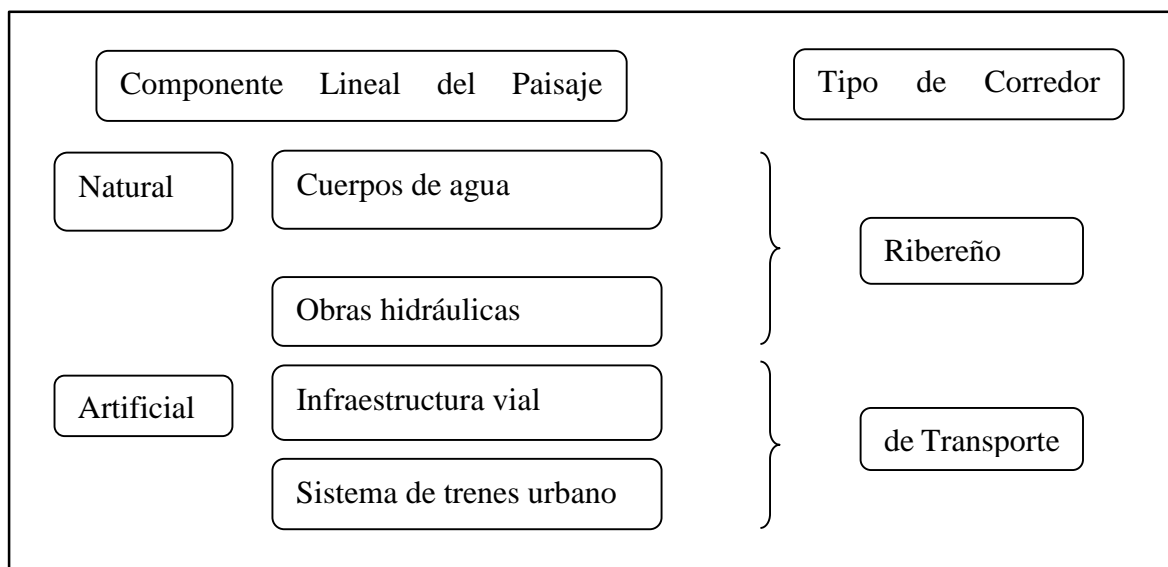 Componente Lineal del Paisaje
Tipo de Corredor
Natural
Cuerpos de agua
Ribereño
Obras hidráulicas
Artificial
Infraestructura vial
de Transporte
Sistema de trenes urbano